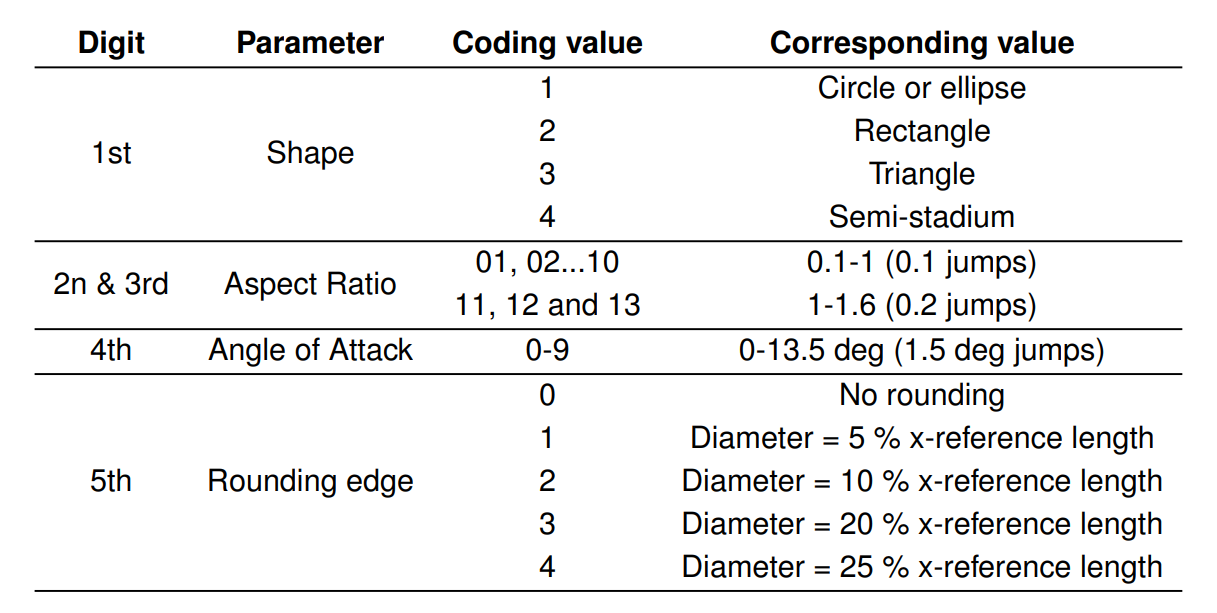 Digit Parameter Coding value Corresponding value
1 Circle or ellipse
2 Rectangle
1st Shape
3 Triangle
4 Semi-stadium
01, 02...10 0.1-1 (0.1 jumps)
2n & 3rd Aspect Ratio
11, 12 and 13 1-1.6 (0.2 jumps)
4th Angle of Attack 0-9 0-13.5 deg (1.5 deg jumps)
0 No rounding
1 Diameter = 5 % x-reference length
5th Rounding edge 2 Diameter = 10 % x-reference length
3 Diameter = 20 % x-reference length
4 Diameter = 25 % x-reference length